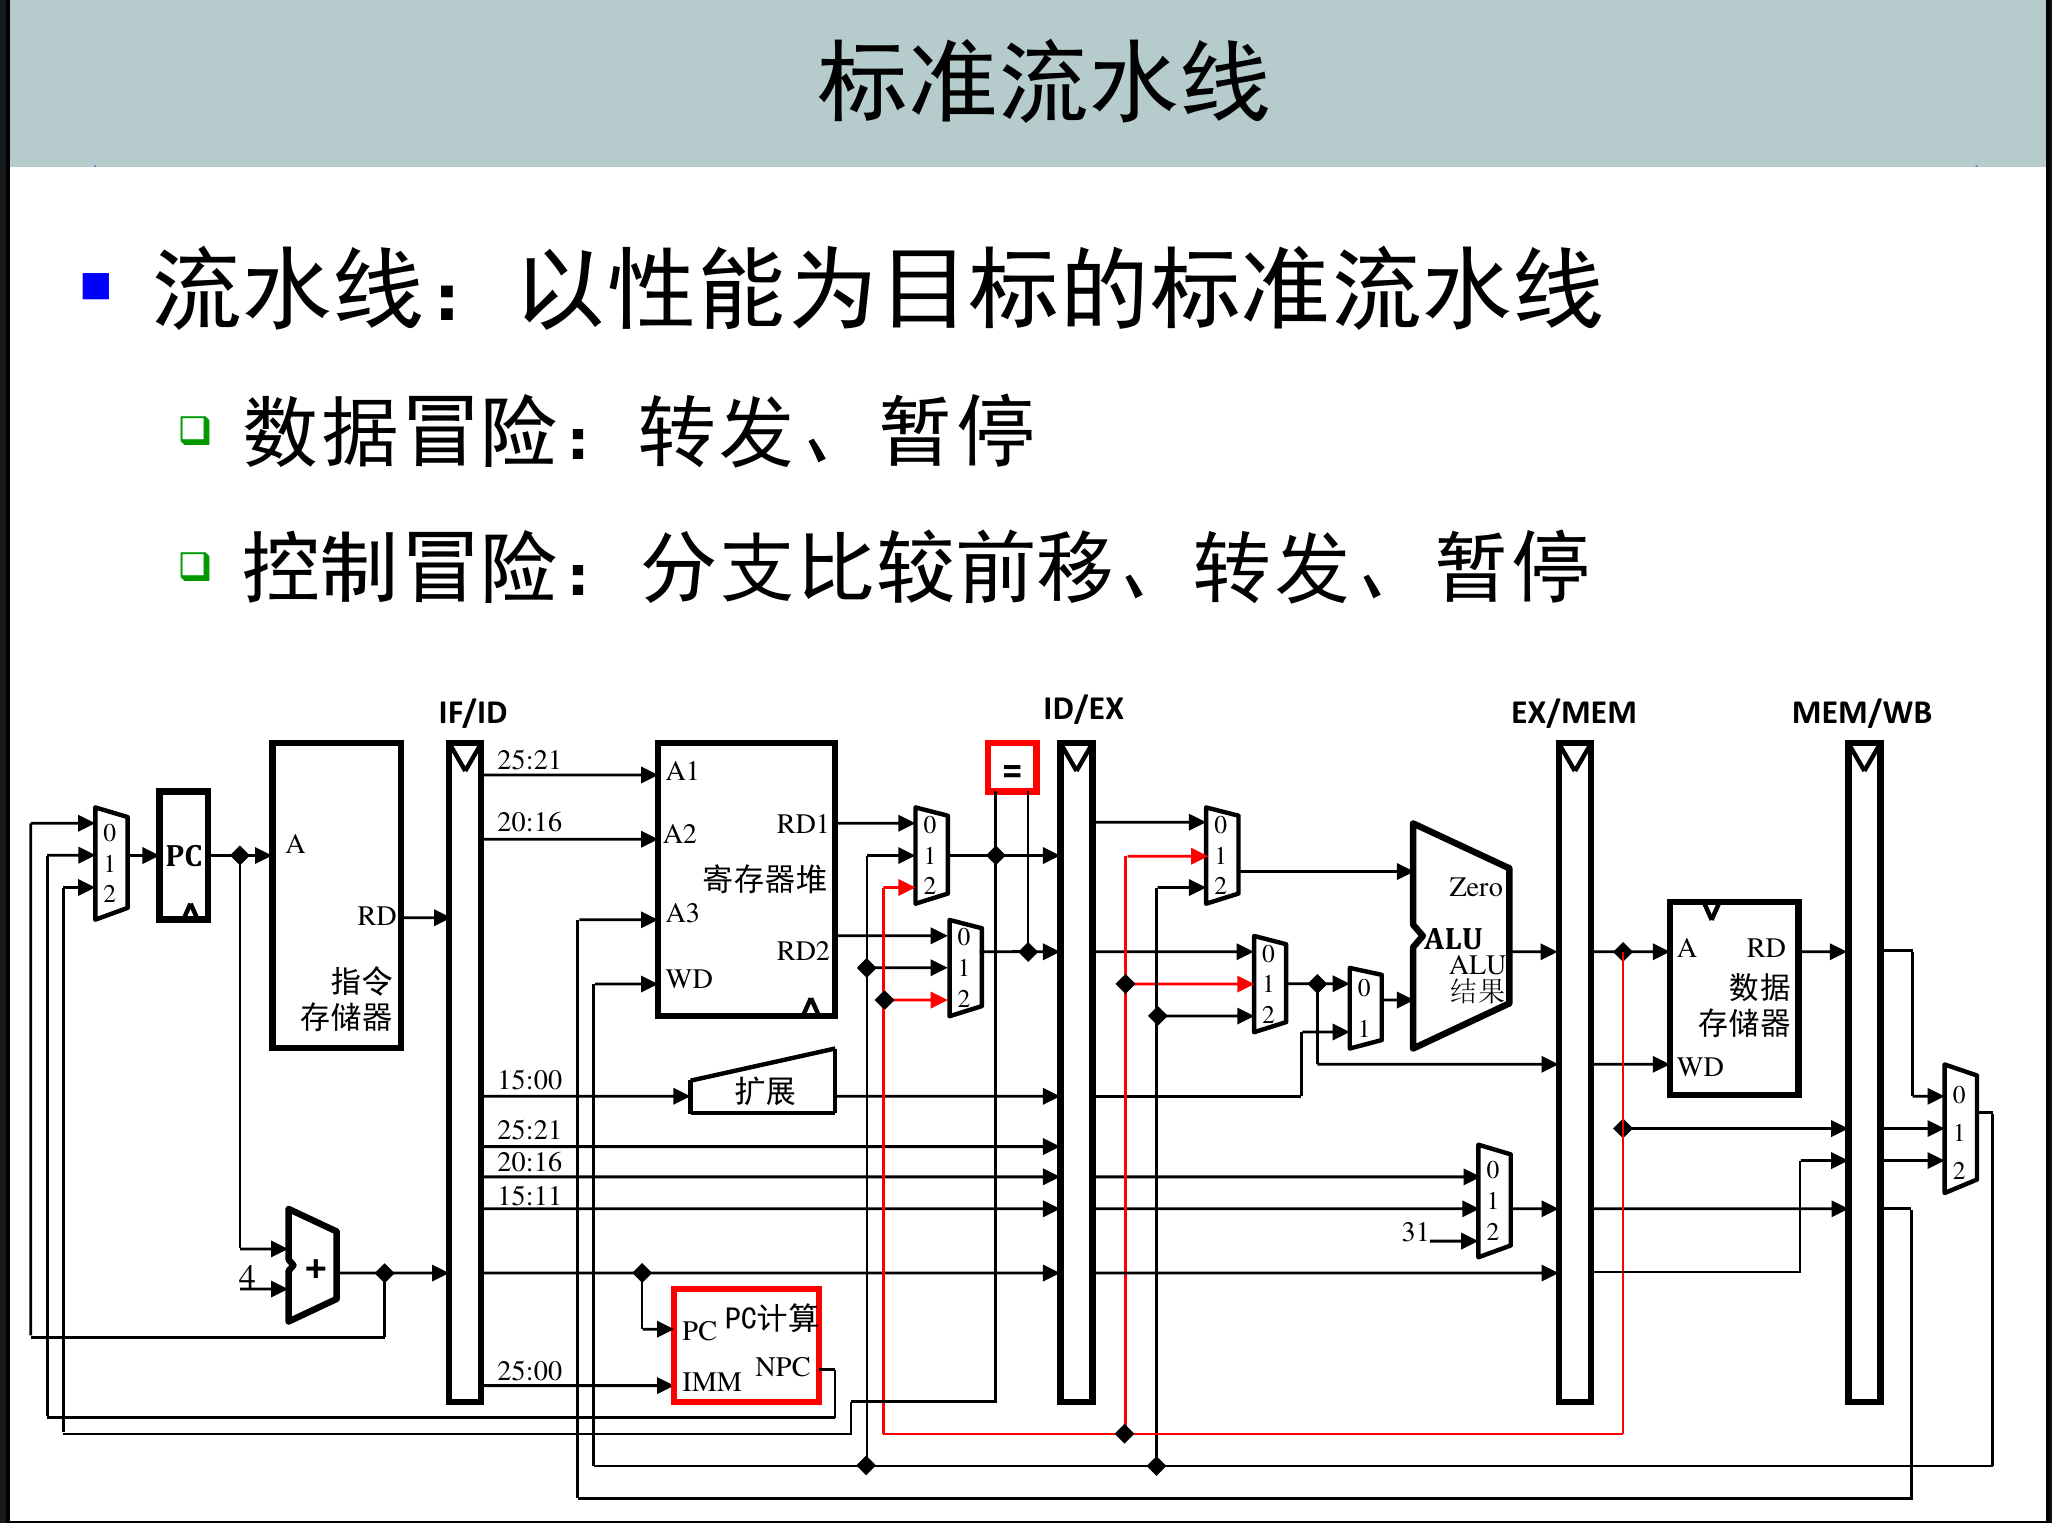 标准流水线
流水线：以性能为目标的标准流水线
数据冒险：转发、暂停
控制冒险：分支比较前移、转发、暂停
IF/ID
ID/EX
EX/MEM
MEM/WB
0
1
2
PC
A
RD
指令
存储器
4
+
25:21
20:16
15:00
25:21
20:16
15:11
25:00
A1
A2
A3
WD
RD1
RD2
寄存器堆
扩展
PC
PC计算
NPC
IMM
0
1
2
0
1
2
=
0
1
2
0
1
2
0
1
Zero
ALU
ALU
结果
0
1
2
31
A
RD
数据
存储器
WD
0
1
2